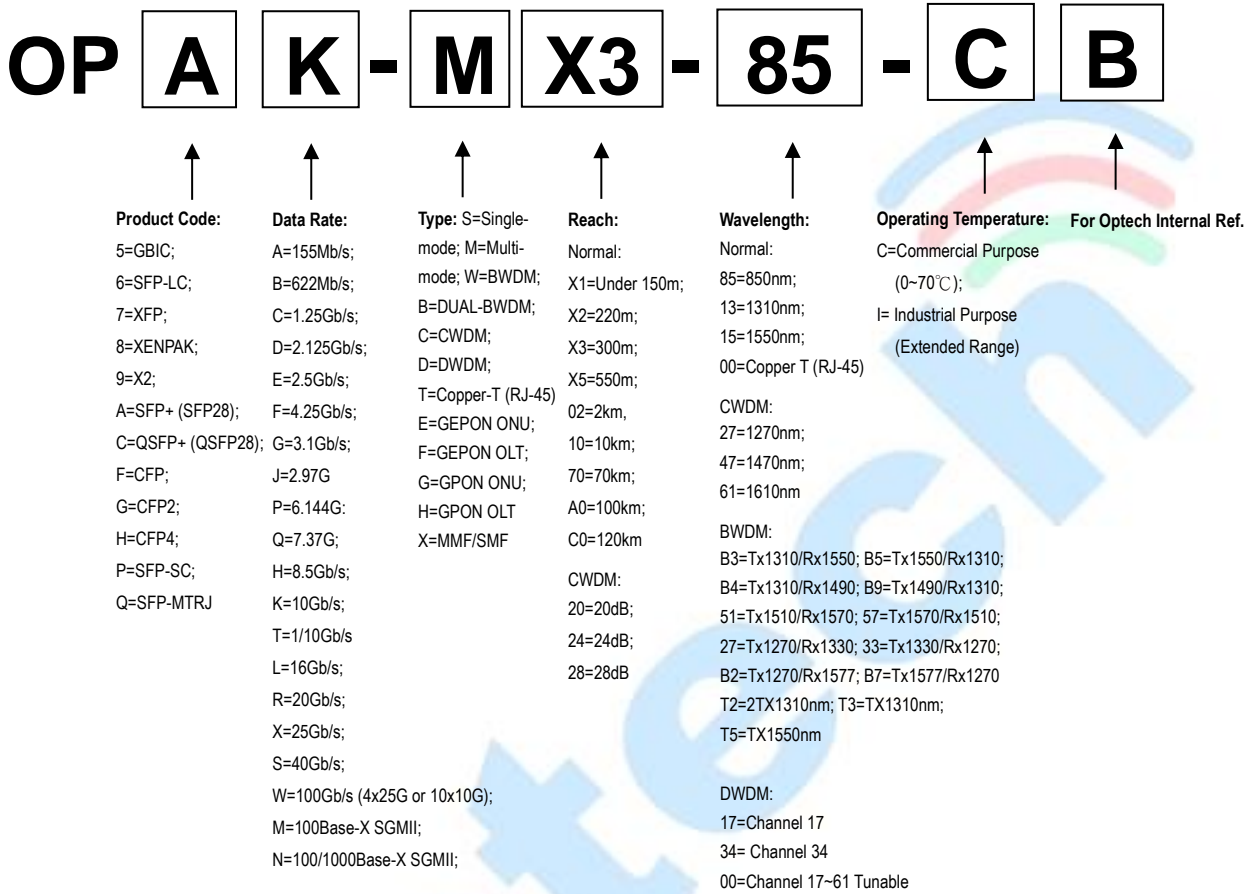 OP A K - M X3 - 85 - C B
Product Code:
5=GBIC;
6=SFP-LC;
7=XFP;
8=XENPAK;
9=X2;
A=SFP+ (SFP28);
C=QSFP+ (QSFP28);
F=CFP;
G=CFP2;
H=CFP4;
P=SFP-SC;
Q=SFP-MTRJ
Data Rate:
A=155Mb/s;
B=622Mb/s;
C=1.25Gb/s;
D=2.125Gb/s;
E=2.5Gb/s;
F=4.25Gb/s;
G=3.1Gb/s;
J=2.97G
P=6.144G:
Q=7.37G;
H=8.5Gb/s;
K=10Gb/s;
T=1/10Gb/s
L=16Gb/s;
R=20Gb/s;
X=25Gb/s;
S=40Gb/s;
W=100Gb/s (4x25G or 10x10G);
M=100Base-X SGMII;
N=100/1000Base-X SGMII;
Type: S=Single-
mode; M=Multi-
mode; W=BWDM;
B=DUAL-BWDM;
C=CWDM;
D=DWDM;
T=Copper-T (RJ-45)
E=GEPON ONU;
F=GEPON OLT;
G=GPON ONU;
H=GPON OLT
X=MMF/SMF
Reach:
Normal:
X1=Under 150m;
X2=220m;
X3=300m;
X5=550m;
02=2km,
10=10km;
70=70km;
A0=100km;
C0=120km
CWDM:
20=20dB;
24=24dB;
28=28dB
Wavelength:
Normal:
85=850nm;
13=1310nm;
15=1550nm;
00=Copper T (RJ-45)
CWDM:
27=1270nm;
47=1470nm;
61=1610nm
BWDM:
B3=Tx1310/Rx1550; B5=Tx1550/Rx1310;
B4=Tx1310/Rx1490; B9=Tx1490/Rx1310;
51=Tx1510/Rx1570; 57=Tx1570/Rx1510;
27=Tx1270/Rx1330; 33=Tx1330/Rx1270;
B2=Tx1270/Rx1577; B7=Tx1577/Rx1270
T2=2TX1310nm; T3=TX1310nm;
T5=TX1550nm
DWDM:
17=Channel 17
34= Channel 34
00=Channel 17~61 Tunable
Operating Temperature:
C=Commercial Purpose
(0~70℃);
I= Industrial Purpose
(Extended Range)
For Optech Internal Ref.
tech